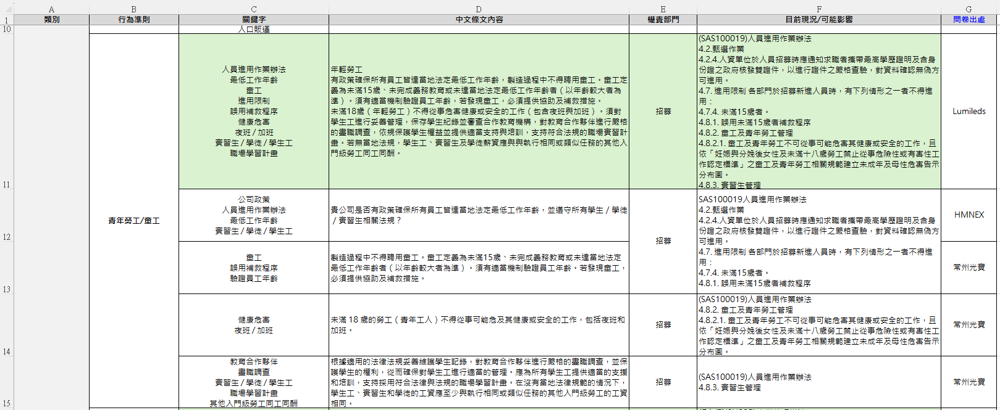 A B C D E F G
1 類別 行為準則 關鍵字 中文條文內容 權責部門 目前現況/可能影響 問卷出處
10 人口販運
人員進用作業辦法
最低工作年齡
童工
進用限制
誤用補救程序
健康危害
夜班 / 加班
實習生 / 學徒 / 學生工
職場學習計畫
年輕勞工
有政策確保所有員工皆達當地法定最低工作年齡，製造過程中不得聘用童工。童工定
義為未滿15歲、未完成義務教育或未達當地法定最低工作年齡者（以年齡較大者為
準）。須有適當機制驗證員工年齡，若發現童工，必須提供協助及補救措施。
未滿18歲（年輕勞工）不得從事危害健康或安全的工作（包含夜班與加班）。須對
學生工進行妥善管理，保存學生紀錄並審查合作教育機構，對教育合作夥伴進行嚴格
的盡職調查，依規保護學生權益並提供適當支持與培訓，支持符合法規的職場實習計
畫。若無當地法規，學生工、實習生及學徒薪資應與與執行相同或類似任務的其他入
門級勞工同工同酬。
招募
(SAS100019)人員進用作業辦法
4.2.甄選作業
4.2.4.人資單位於人員招募時應通知求職者攜帶最高學歷證明及含身
份證之政府核發雙證件，以進行證件之嚴格查驗，對資料確認無偽方
可進用。
4.7. 進用限制 各部門於招募新進人員時，有下列情形之一者不得進
用：
4.7.4. 未滿15歲者。
4.8.1. 誤用未滿15歲者補救程序
4.8.2. 童工及青年勞工管理
4.8.2.1. 童工及青年勞工不可從事可能危害其健康或安全的工作，且
依「妊娠與分娩後女性及未滿十八歲勞工禁止從事危險性或有害性工
作認定標準」之童工及青年勞工相關規範建立未成年及母性危害告示
分布圖。
4.8.3. 實習生管理
Lumileds
11
青年勞工/童工
公司政策
人員進用作業辦法
最低工作年齡
實習生 / 學徒 / 學生工
貴公司是否有政策確保所有員工皆達當地法定最低工作年齡，並遵守所有學生 / 學徒
/ 實習生相關法規？
HMNEX
12
招募
SAS100019人員進用作業辦法
4.2.甄選作業
4.2.4.人資單位於人員招募時應通知求職者攜帶最高學歷證明及含身
份證之政府核發雙證件，以進行證件之嚴格查驗，對資料確認無偽方
可進用。
4.7. 進用限制 各部門於招募新進人員時，有下列情形之一者不得進
用：
4.7.4. 未滿15歲者。
4.8.1. 誤用未滿15歲者補救程序
童工
誤用補救程序
驗證員工年齡
製造過程中不得聘用童工。童工定義為未滿15歲、未完成義務教育或未達當地法定
最低工作年齡者（以年齡較大者為準）。須有適當機制驗證員工年齡。若發現童工，
必須提供協助及補救措施。
常州光寶
13
健康危害
夜班 / 加班
未滿 18 歲的勞工（青年工人）不得從事可能危及其健康或安全的工作，包括夜班和
加班。
招募
(SAS100019)人員進用作業辦法
4.8.2. 童工及青年勞工管理
4.8.2.1. 童工及青年勞工不可從事可能危害其健康或安全的工作，且
依「妊娠與分娩後女性及未滿十八歲勞工禁止從事危險性或有害性工
作認定標準」之童工及青年勞工相關規範建立未成年及母性危害告示
分布圖。
常州光寶
14
教育合作夥伴
盡職調查
實習生 / 學徒 / 學生工
職場學習計畫
其他入門級勞工同工同酬
根據適用的法律法規妥善維護學生記錄，對教育合作夥伴進行嚴格的盡職調查，並保
護學生的權利，從而確保對學生工進行適當的管理。應為所有學生工提供適當的支援
和培訓，支持採用符合法律與法規的職場學習計畫。在沒有當地法律規範的情況下，
學生工、實習生和學徒的工資應至少與執行相同或類似任務的其他入門級勞工的工資
相同。
招募
(SAS100019)人員進用作業辦法
4.8.3. 實習生管理
常州光寶
15